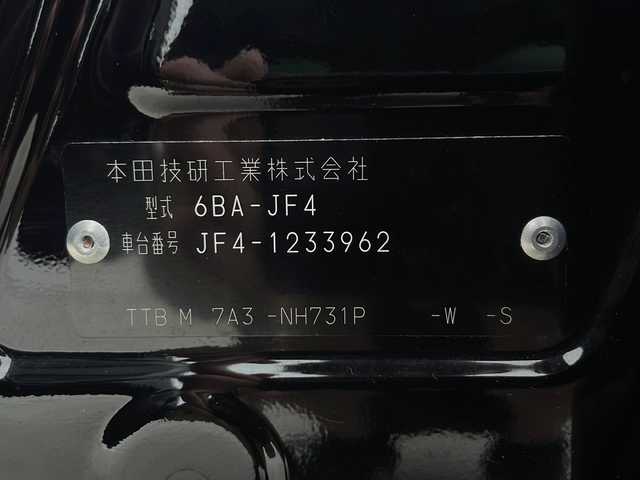 本田技研工業株式会社
型式 6BA-JF4
車台番号 JF4-1233962
TTB M 7A3 -NH731P -W -S